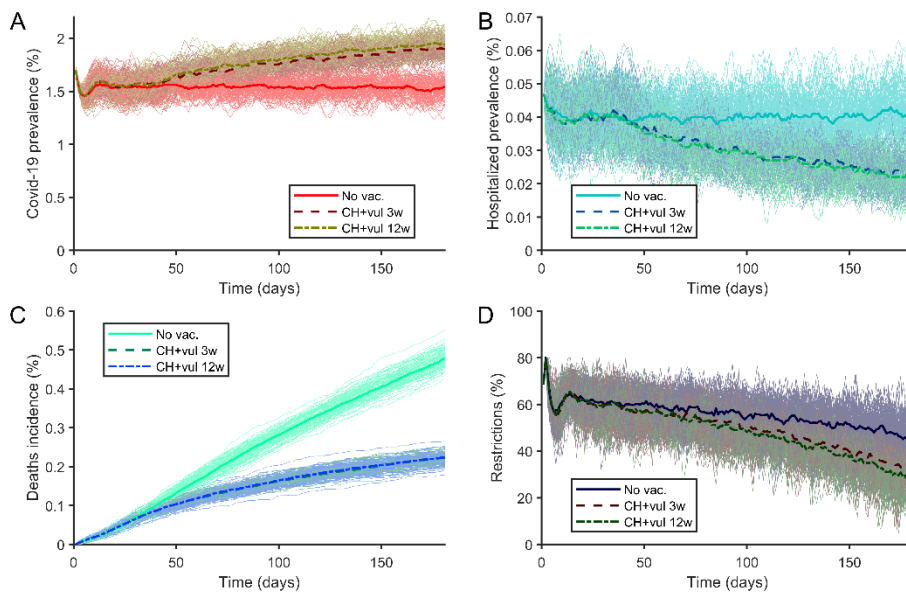 A
Covid-19 prevalence (%)
2
1.5
1
0.5
0
0
50
100
150
Time (days)
No vac.
CH+vul 3w
CH+vul 12w
B
Hospitalized prevalence (%)
0.07
0.06
0.05
0.04
0.03
0.02
0.01
0
0
50
100
150
Time (days)
No vac.
CH+vul 3w
CH+vul 12w
C
Deaths incidence (%)
0.6
0.5
0.4
0.3
0.2
0.1
0
0
50
100
150
Time (days)
No vac.
CH+vul 3w
CH+vul 12w
D
Restrictions (%)
100
80
60
40
20
0
0
50
100
150
Time (days)
No vac.
CH+vul 3w
CH+vul 12w